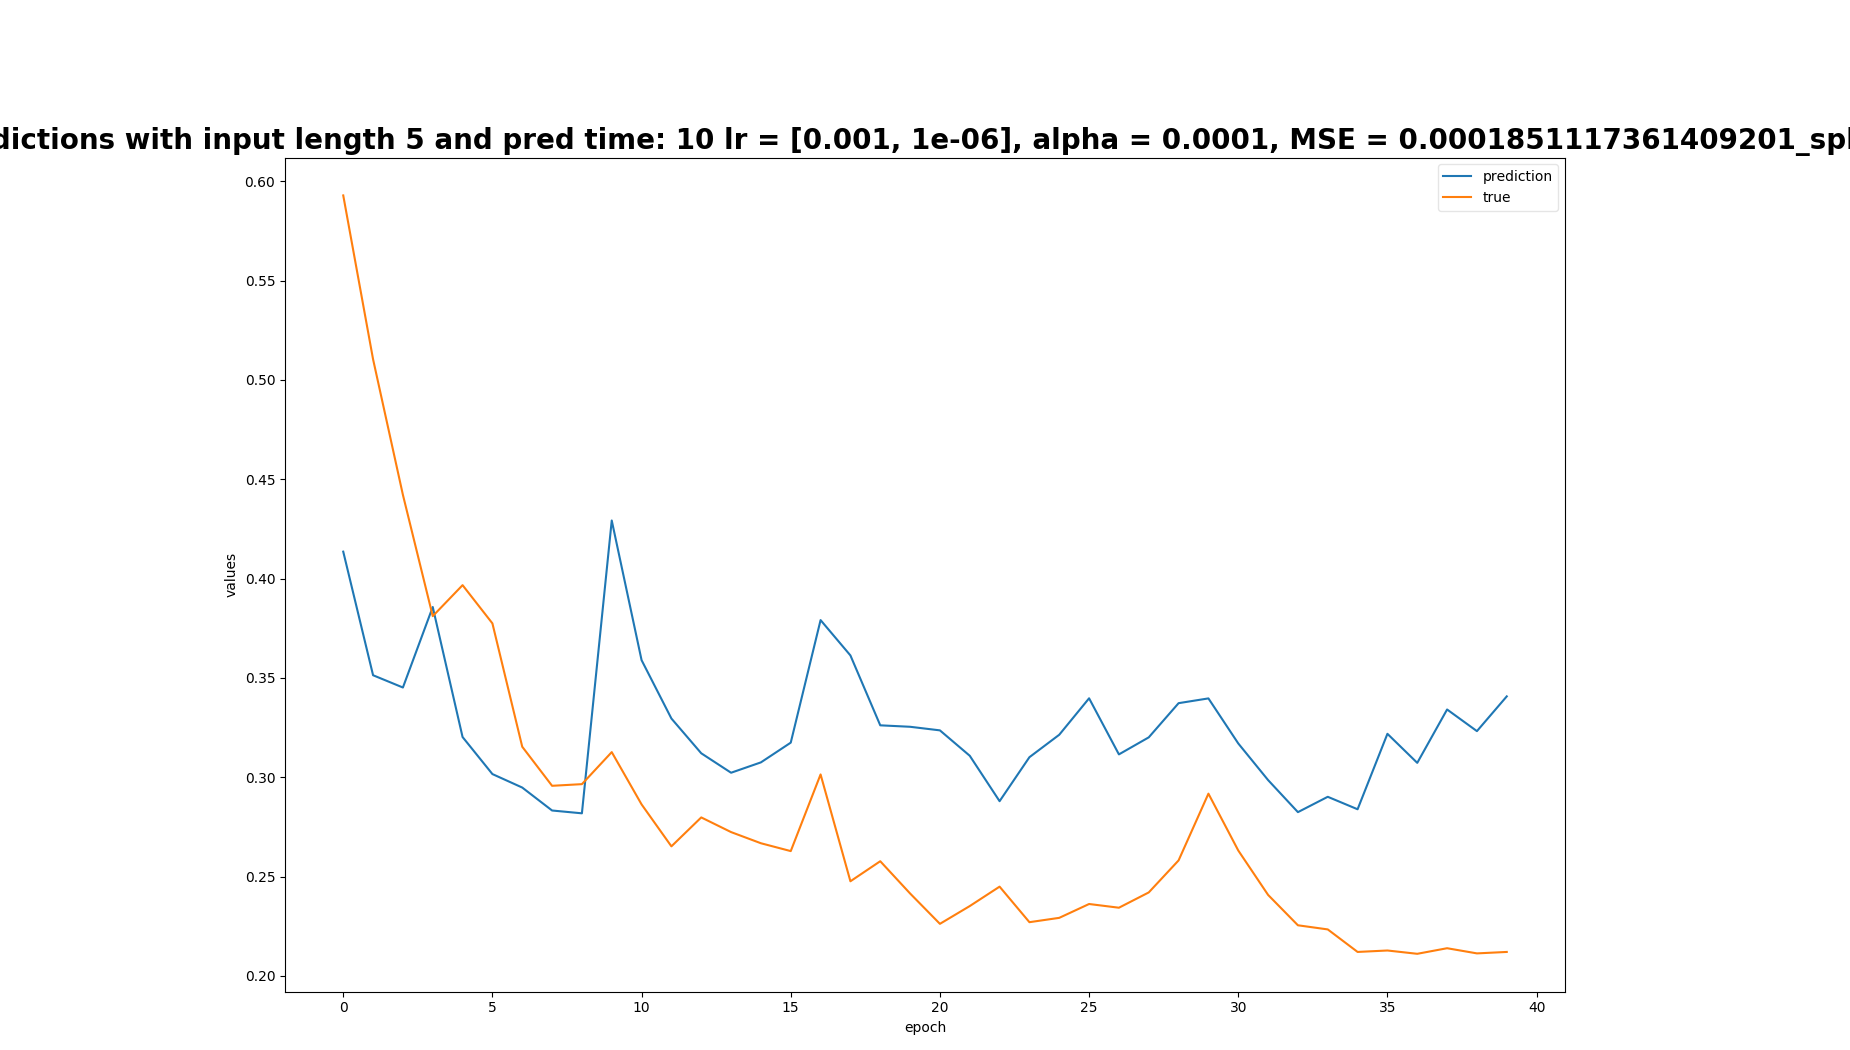 dictions with input length 5 and pred time: 10 lr = [0.001, 1e-06], alpha = 0.0001, MSE = 0.0001851117361409201_spl
prediction
true
0.60
0.55
0.50
0.45
0.40
0.35
0.30
0.25
0.20
values
0 5 10 15 20 25 30 35 40
epoch